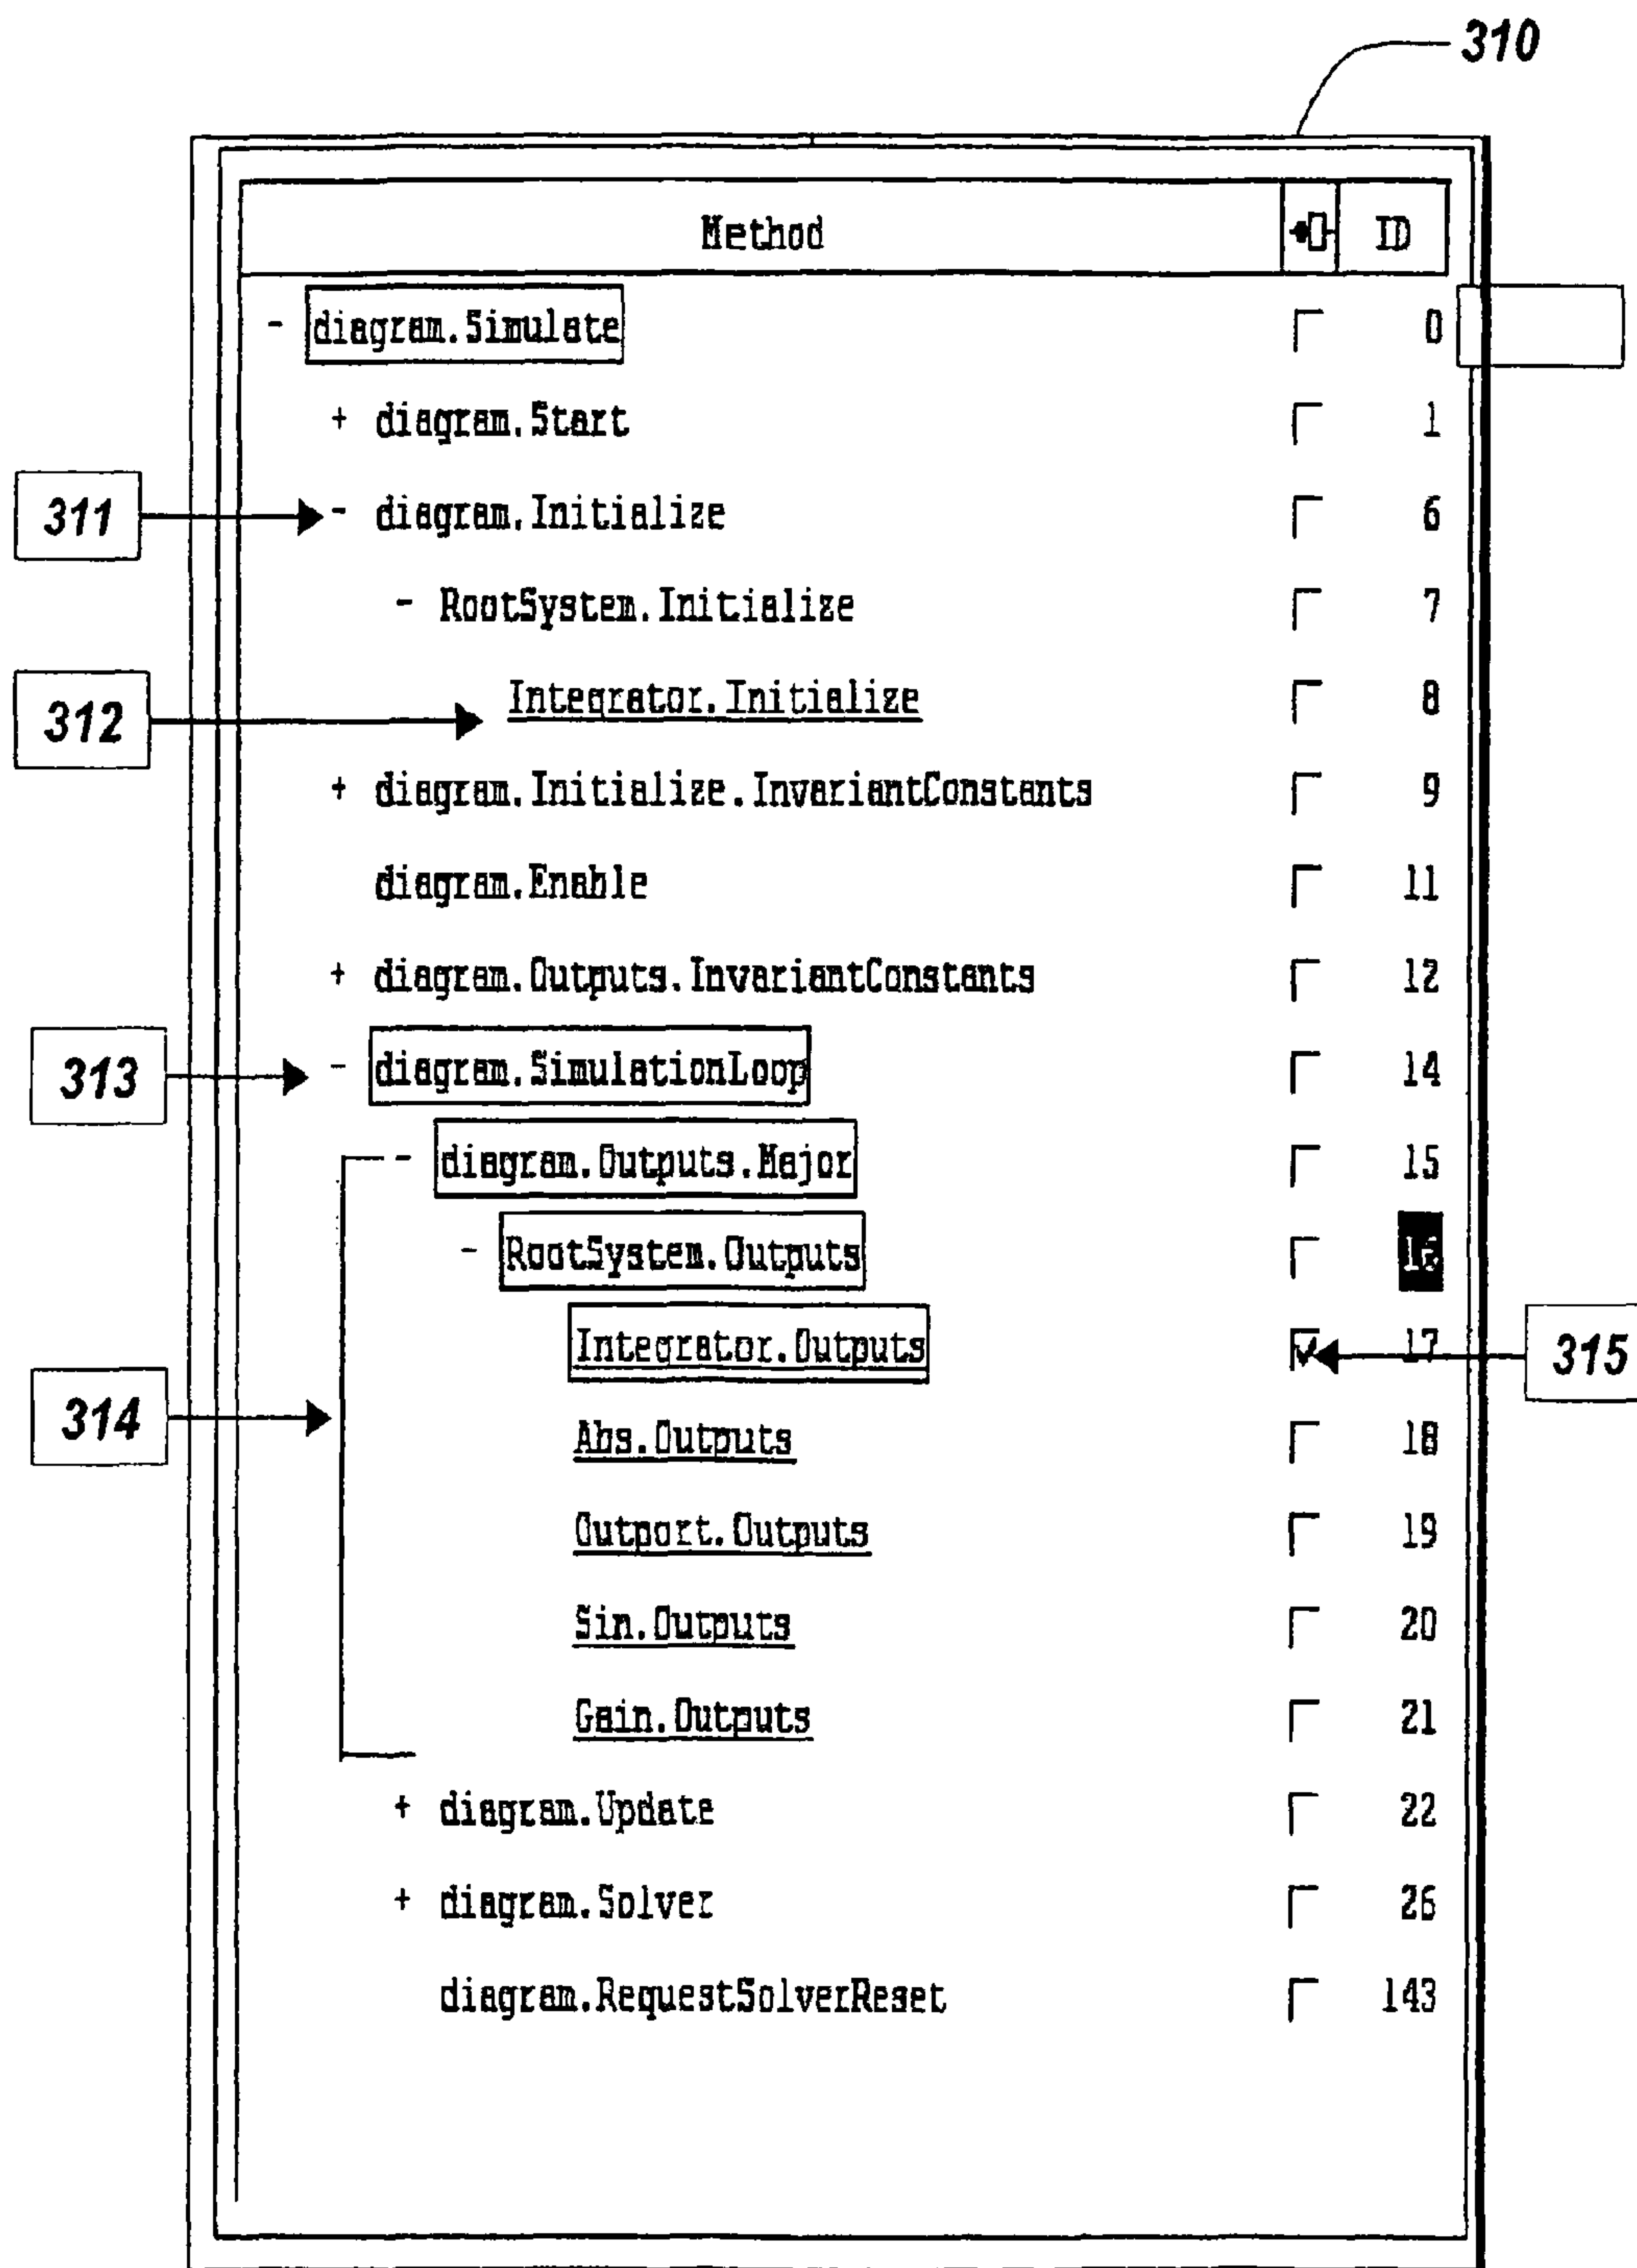 310
Method ID
- diagram.Simulate 0
+ diagram.Start 1
311 - diagram.Initialize 6
- RootSystem.Initialize 7
312 Integrator.Initialize 8
+ diagram.Initialize.InvariantConstants 9
diagram.Enable 11
+ diagram.Outputs.InvariantConstants 12
313 - diagram.SimulationLoop 14
- diagram.Outputs.Major 15
- RootSystem.Outputs 16
Integrator.Outputs 17 315
314 Abs.Outputs 18
Outport.Outputs 19
Sin.Outputs 20
Gain.Outputs 21
+ diagram.Update 22
+ diagram.Solver 26
diagram.RequestSolverReset 143